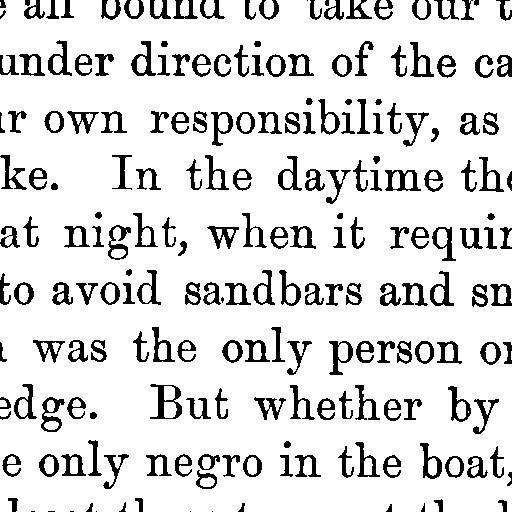 all bound to take our
under direction of the ca
ur own responsibility, as
ke. In the daytime the
at night, when it requir
to avoid sandbars and sn
was the only person or
edge. But whether by
e only negro in the boat,